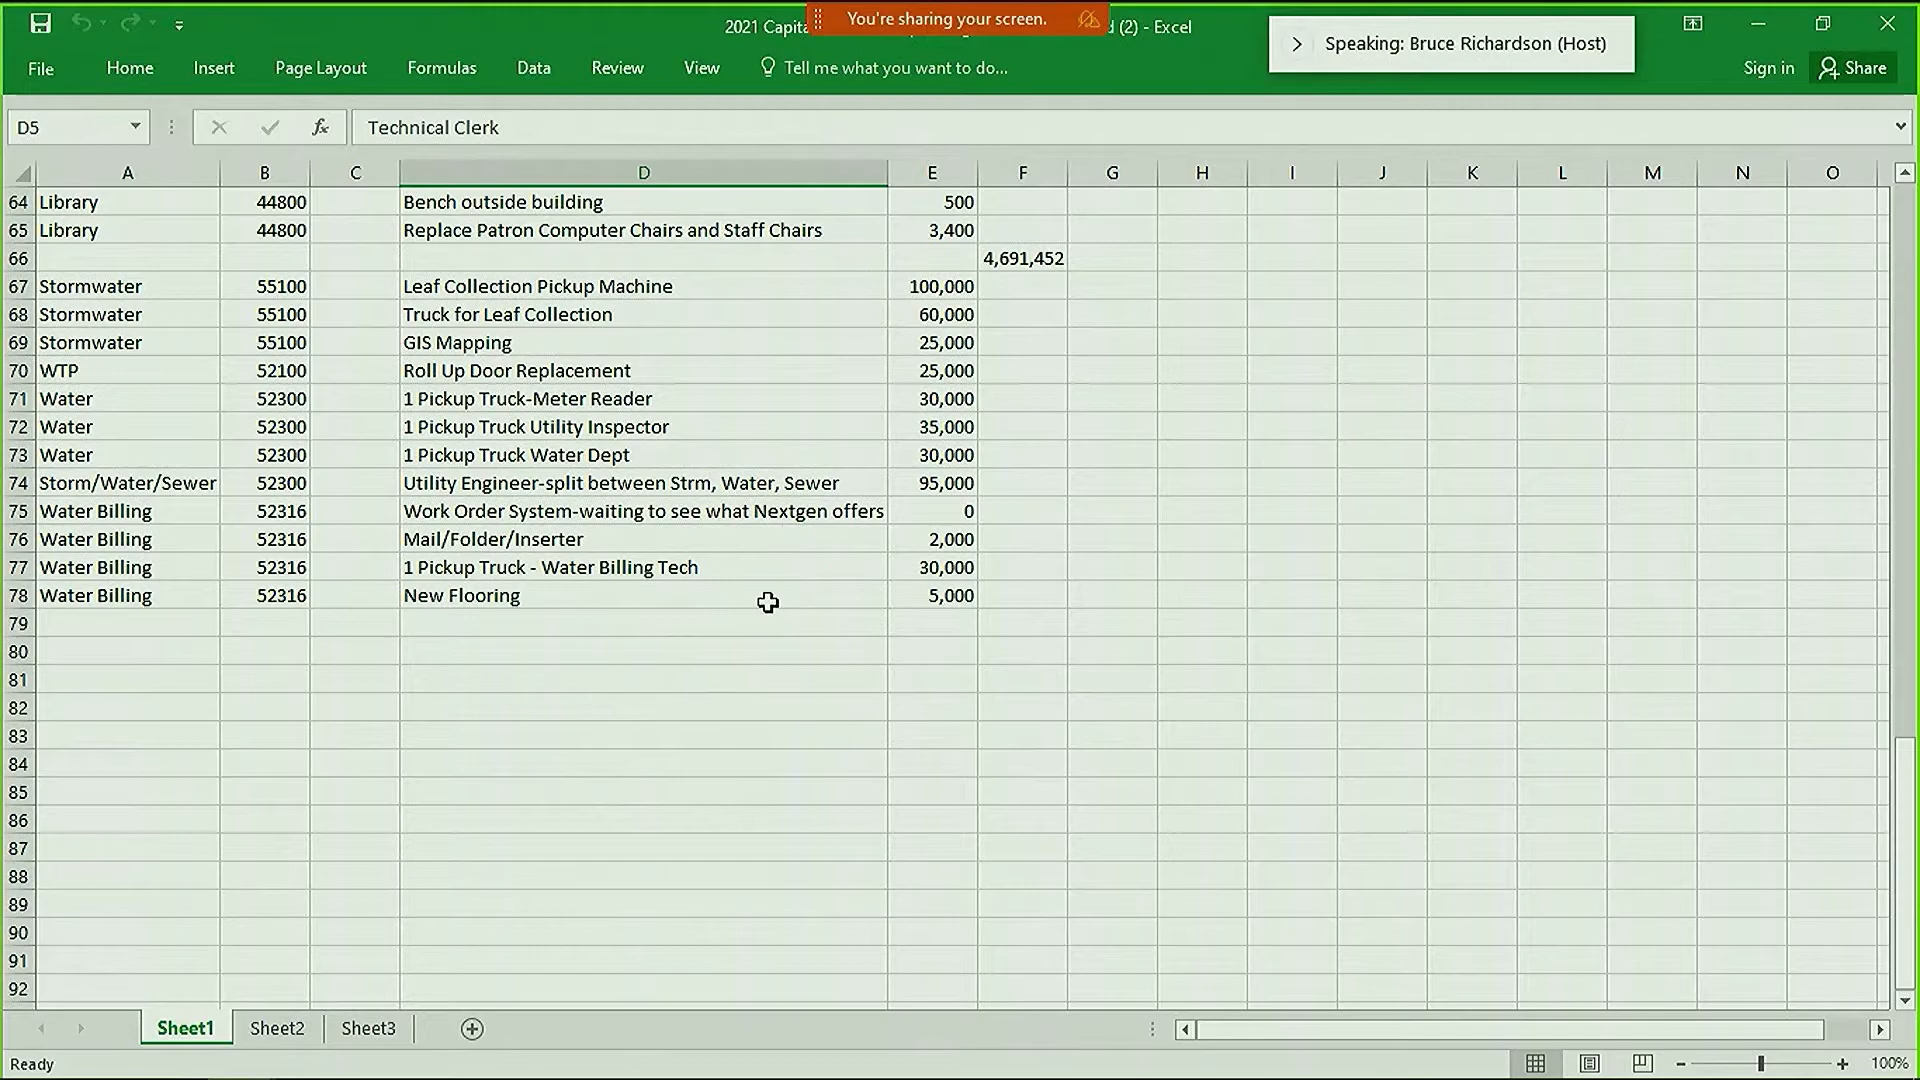 2021 Capita
You're sharing your screen.
d (2) - Excel
Speaking: Bruce Richardson (Host)
File Home Insert Page Layout Formulas Data Review View Tell me what you want to do... Sign in Share
D5 fx Technical Clerk
A B C D E F G H I J K L M N O
64 Library 44800 Bench outside building 500
65 Library 44800 Replace Patron Computer Chairs and Staff Chairs 3,400
66 4,691,452
67 Stormwater 55100 Leaf Collection Pickup Machine 100,000
68 Stormwater 55100 Truck for Leaf Collection 60,000
69 Stormwater 55100 GIS Mapping 25,000
70 WTP 52100 Roll Up Door Replacement 25,000
71 Water 52300 1 Pickup Truck-Meter Reader 30,000
72 Water 52300 1 Pickup Truck Utility Inspector 35,000
73 Water 52300 1 Pickup Truck Water Dept 30,000
74 Storm/Water/Sewer 52300 Utility Engineer-split between Strm, Water, Sewer 95,000
75 Water Billing 52316 Work Order System-waiting to see what Nextgen offers 0
76 Water Billing 52316 Mail/Folder/Inserter 2,000
77 Water Billing 52316 1 Pickup Truck - Water Billing Tech 30,000
78 Water Billing 52316 New Flooring 5,000
79
80
81
82
83
84
85
86
87
88
89
90
91
92
Sheet1 Sheet2 Sheet3
Ready 100%